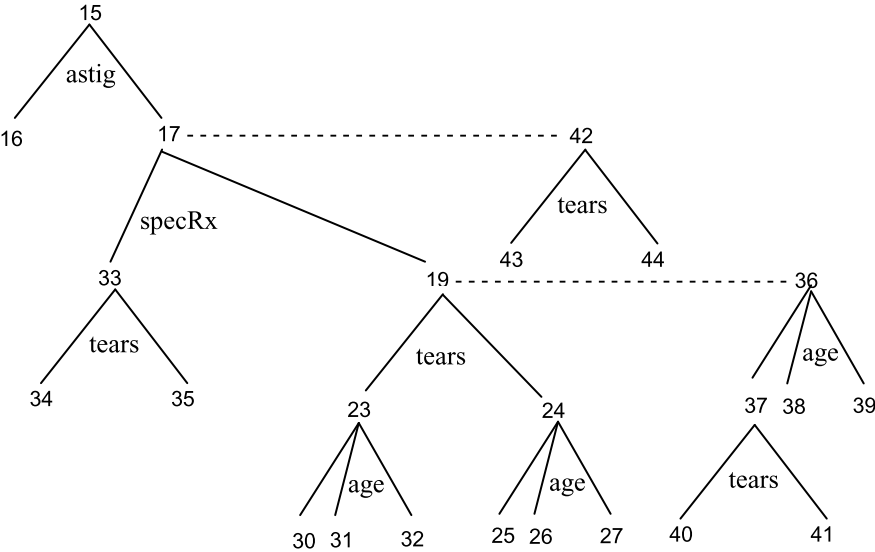 15
astig
16 17 42
specRx tears
43 44
33 19 36
tears tears age
34 35 23 24 37 38 39
age age tears
30 31 32 25 26 27 40 41